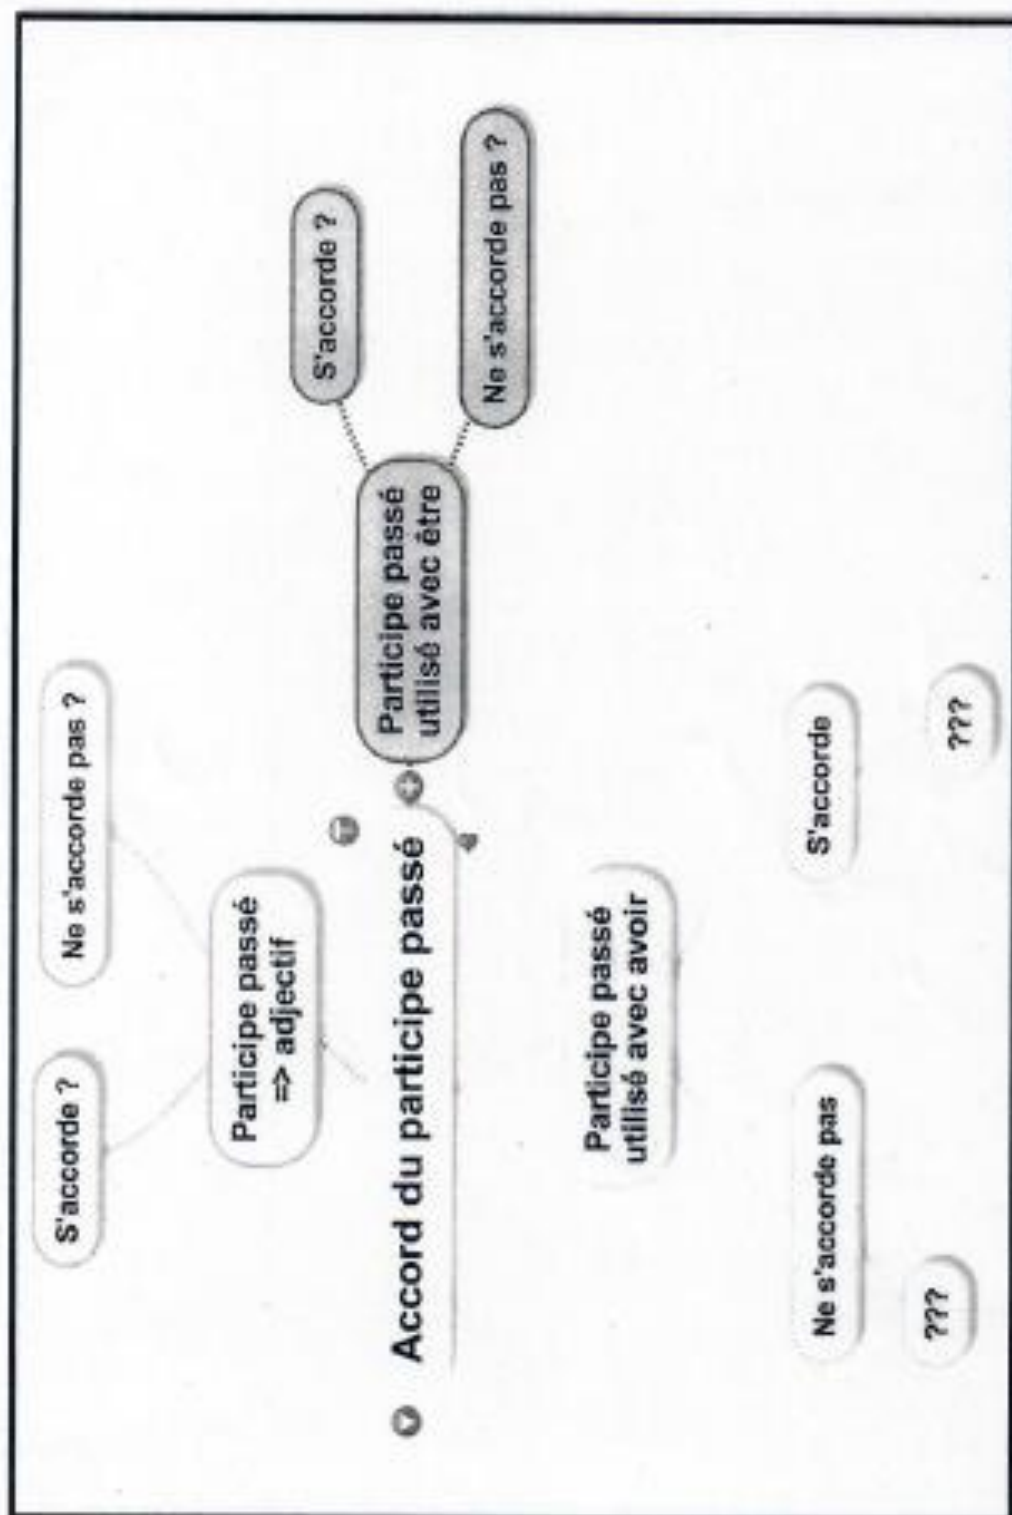 S'accorde ?
Ne s'accorde pas ?
Participe passé
=> adjectif
Accord du participe passé
Participe passé
utilisé avec être
S'accorde ?
Ne s'accorde pas ?
Participe passé
utilisé avec avoir
Ne s'accorde pas
???
S'accorde
???